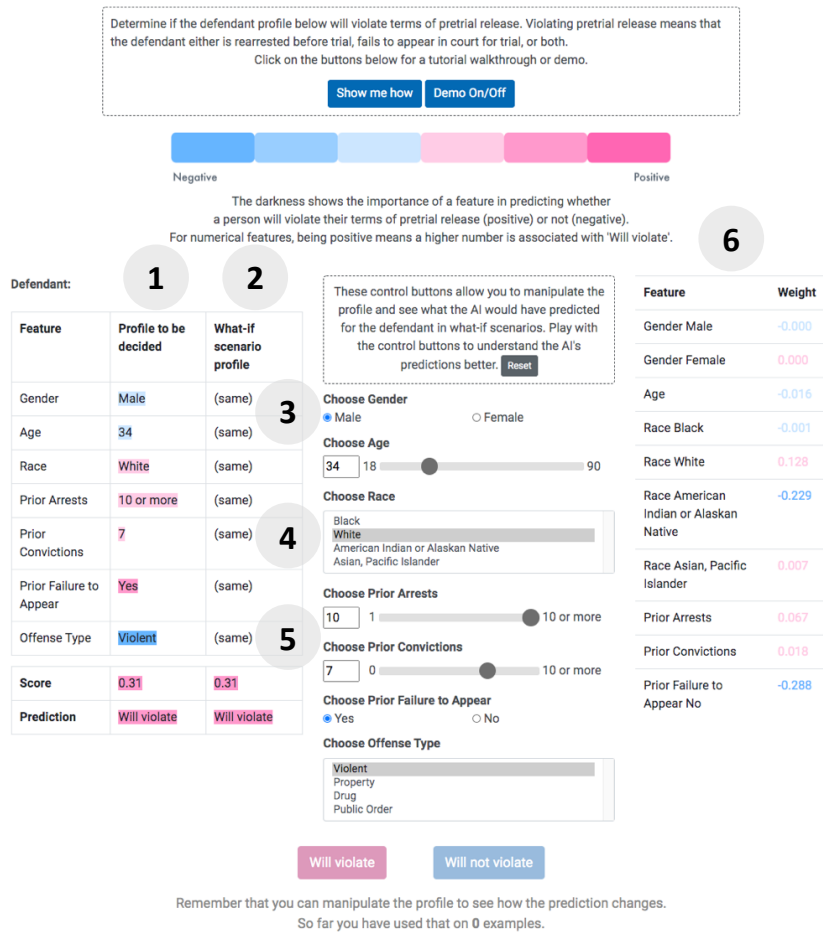 Determine if the defendant profile below will violate terms of pretrial release. Violating pretrial release means that
the defendant either is rearrested before trial, fails to appear in court for trial, or both.
Click on the buttons below for a tutorial walkthrough or demo.
Show me how
Demo On/Off
Negative
Positive
The darkness shows the importance of a feature in predicting whether
a person will violate their terms of pretrial release (positive) or not (negative).
For numerical features, being positive means a higher number is associated with 'Will violate'.
Defendant:
1
2
Feature
Profile to be
decided
What-if
scenario
profile
Gender
Male
(same)
Age
34
(same)
Race
White
(same)
Prior Arrests
10 or more
(same)
Prior
Convictions
7
(same)
Prior Failure to
Appear
Yes
(same)
Offense Type
Violent
(same)
Score
0.31
0.31
Prediction
Will violate
Will violate
These control buttons allow you to manipulate the
profile and see what the AI would have predicted
for the defendant in what-if scenarios. Play with
the control buttons to understand the AI's
predictions better. Reset
3
Choose Gender
Male
Female
Choose Age
34 18 90
Choose Race
4
Black
White
American Indian or Alaskan Native
Asian, Pacific Islander
Choose Prior Arrests
10 1 10 or more
5
Choose Prior Convictions
7 0 10 or more
Choose Prior Failure to Appear
Yes
No
Choose Offense Type
Violent
Property
Drug
Public Order
6
Feature
Weight
Gender Male
-0.000
Gender Female
0.000
Age
-0.016
Race Black
-0.001
Race White
0.128
Race American
Indian or Alaskan
Native
-0.229
Race Asian, Pacific
Islander
0.007
Prior Arrests
0.067
Prior Convictions
0.018
Prior Failure to
Appear No
-0.288
Will violate
Will not violate
Remember that you can manipulate the profile to see how the prediction changes.
So far you have used that on 0 examples.